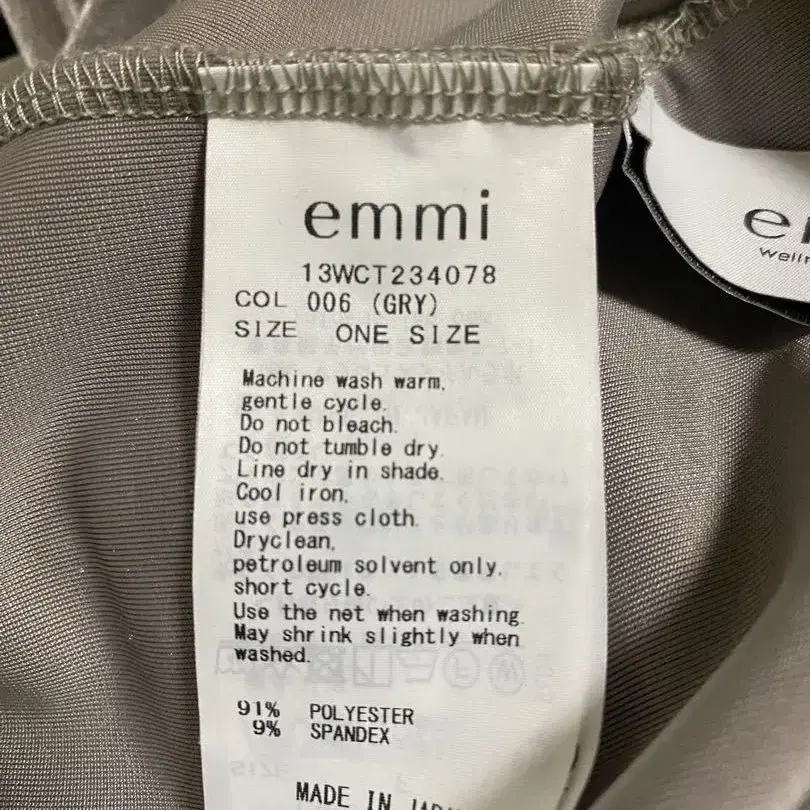 emmi
13WCT234078
COL 006 (GRY)
SIZE ONE SIZE
Machine wash warm,
gentle cycle.
Do not bleach.
Do not tumble dry.
Line dry in shade.
Cool iron,
use press cloth.
Dryclean,
petroleum solvent only,
short cycle.
Use the net when washing.
May shrink slightly when
washed.
91% POLYESTER
9% SPANDEX
MADE IN